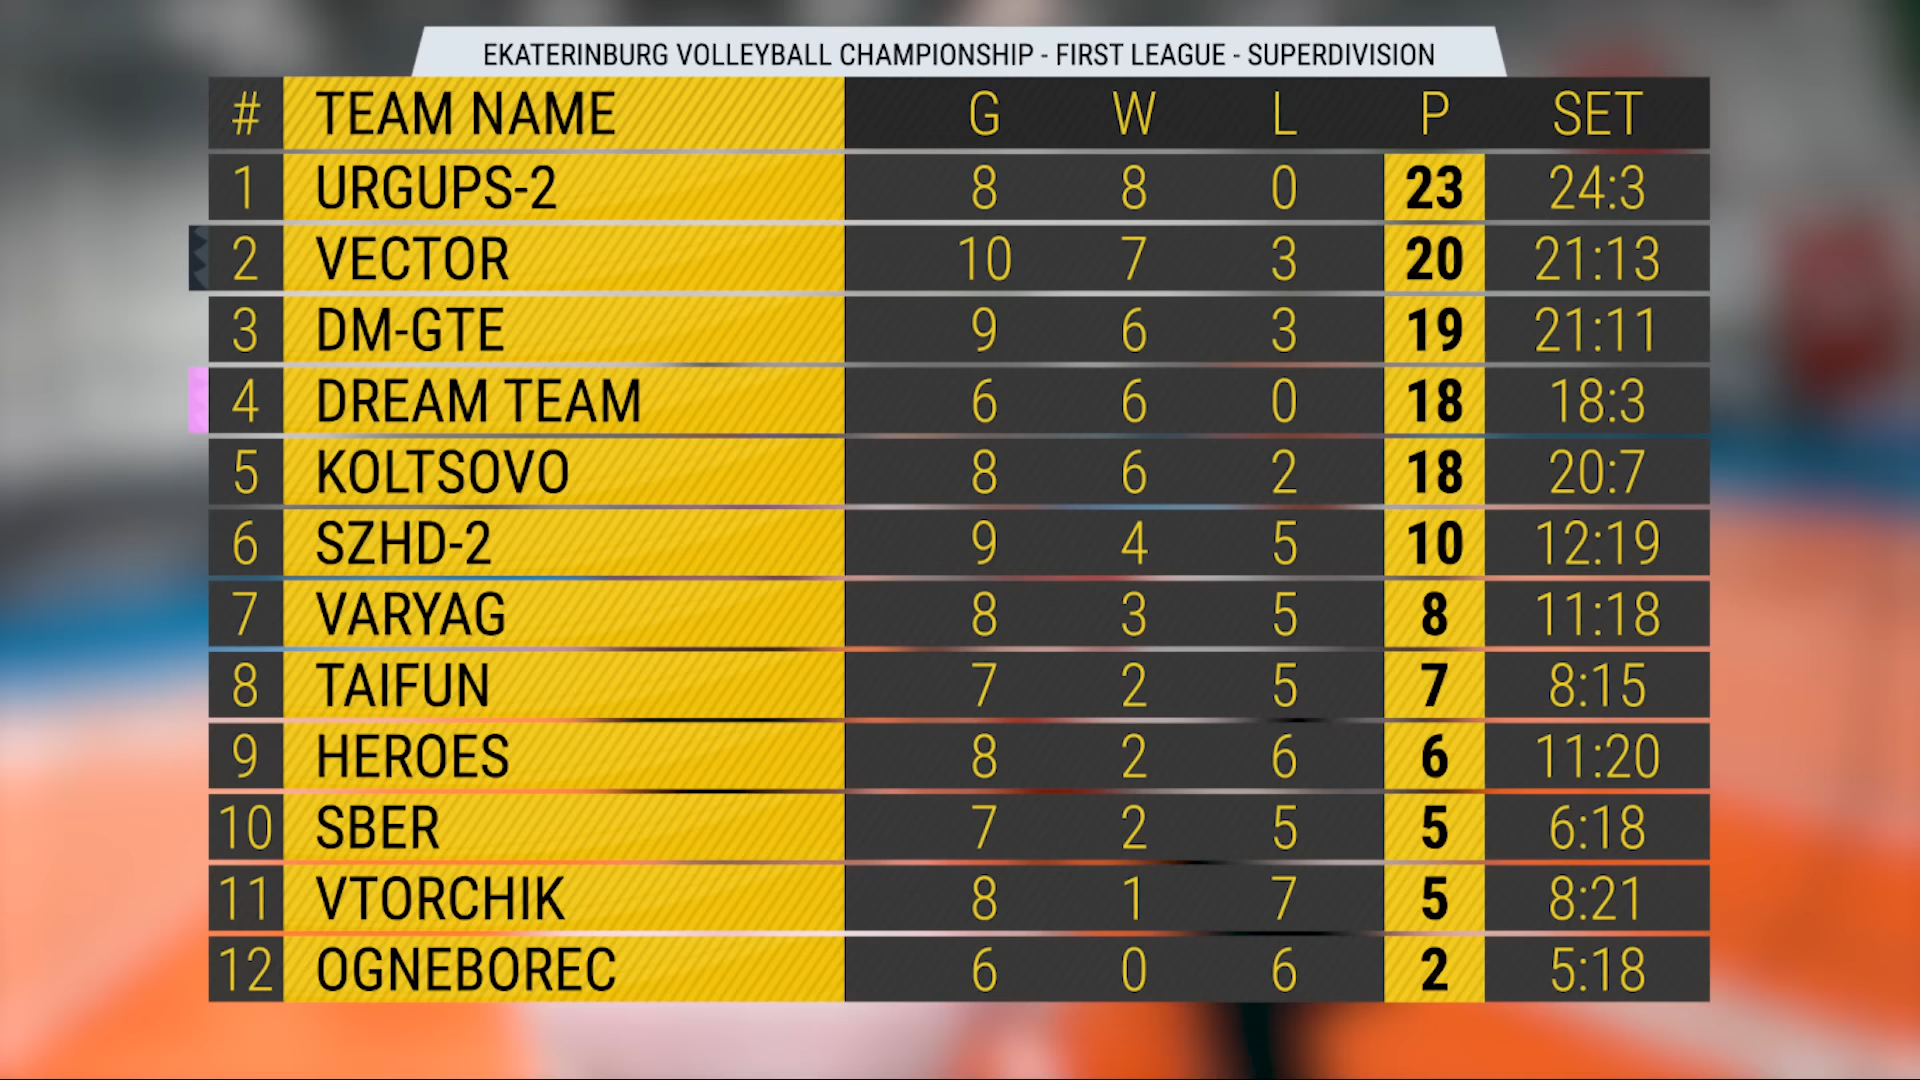 EKATERINBURG VOLLEYBALL CHAMPIONSHIP - FIRST LEAGUE - SUPERDIVISION
# TEAM NAME G W L P SET
1 URGUPS-2 8 8 0 23 24:3
2 VECTOR 10 7 3 20 21:13
3 DM-GTE 9 6 3 19 21:11
4 DREAM TEAM 6 6 0 18 18:3
5 KOLTSOVO 8 6 2 18 20:7
6 SZHD-2 9 4 5 10 12:19
7 VARYAG 8 3 5 8 11:18
8 TAIFUN 7 2 5 7 8:15
9 HEROES 8 2 6 6 11:20
10 SBER 7 2 5 5 6:18
11 VTORCHIK 8 1 7 5 8:21
12 OGNEBOREC 6 0 6 2 5:18